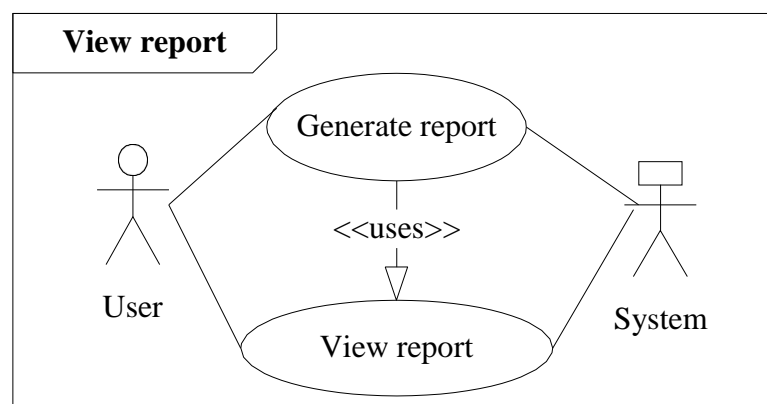 View report
Generate report
<<uses>>
User
System
View report